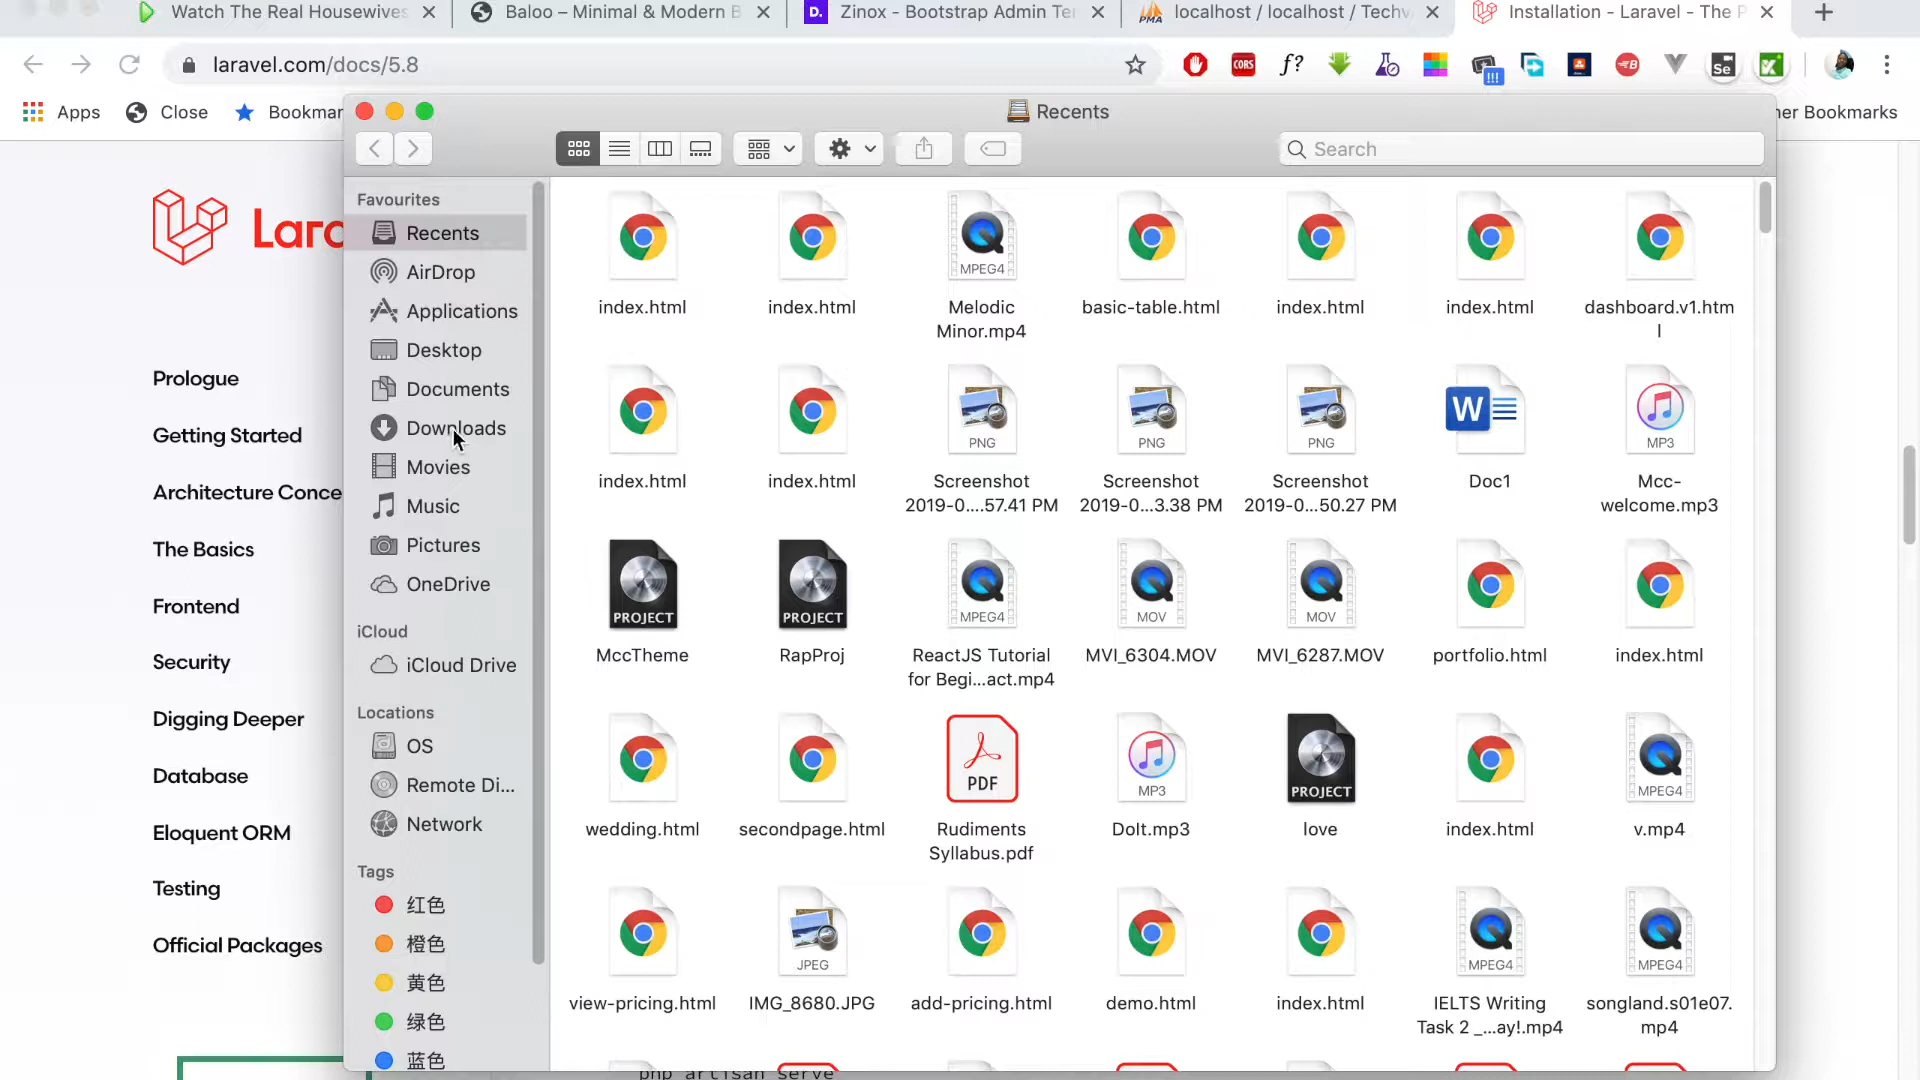 Watch The Real Housewives
Baloo – Minimal & Modern B
D. Zinox - Bootstrap Admin Te
PMA localhost / localhost / Techv
Installation - Laravel - The P
laravel.com/docs/5.8
CORS
f?
!!!
B
Se
Apps
Close
Bookmar
er Bookmarks
Recents
Search
Lara
Prologue
Getting Started
Architecture Conce
The Basics
Frontend
Security
Digging Deeper
Database
Eloquent ORM
Testing
Official Packages
Favourites
Recents
AirDrop
Applications
Desktop
Documents
Downloads
Movies
Music
Pictures
OneDrive
iCloud
iCloud Drive
Locations
OS
Remote Di...
Network
Tags
红色
橙色
黄色
绿色
蓝色
index.html
index.html
MPEG4
Melodic
Minor.mp4
basic-table.html
index.html
index.html
dashboard.v1.htm
l
index.html
index.html
PNG
Screenshot
2019-0....57.41 PM
PNG
Screenshot
2019-0...3.38 PM
PNG
Screenshot
2019-0...50.27 PM
W
Doc1
MP3
Mcc-
welcome.mp3
PROJECT
MccTheme
PROJECT
RapProj
MPEG4
ReactJS Tutorial
for Begi...act.mp4
MOV
MVI_6304.MOV
MOV
MVI_6287.MOV
portfolio.html
index.html
wedding.html
secondpage.html
PDF
Rudiments
Syllabus.pdf
MP3
DoIt.mp3
PROJECT
love
index.html
MPEG4
v.mp4
view-pricing.html
JPEG
IMG_8680.JPG
add-pricing.html
demo.html
index.html
MPEG4
IELTS Writing
Task 2 _...ay!.mp4
MPEG4
songland.s01e07.
mp4
php artisan serve